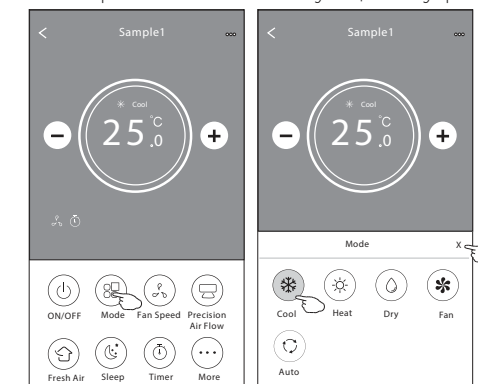 Sample1
Cool
25.0°C
ON/OFF
Mode
Fan Speed
Precision
Air Flow
Fresh Air
Sleep
Timer
More
Sample1
Cool
25.0°C
Mode
X
Cool
Heat
Dry
Fan
Auto